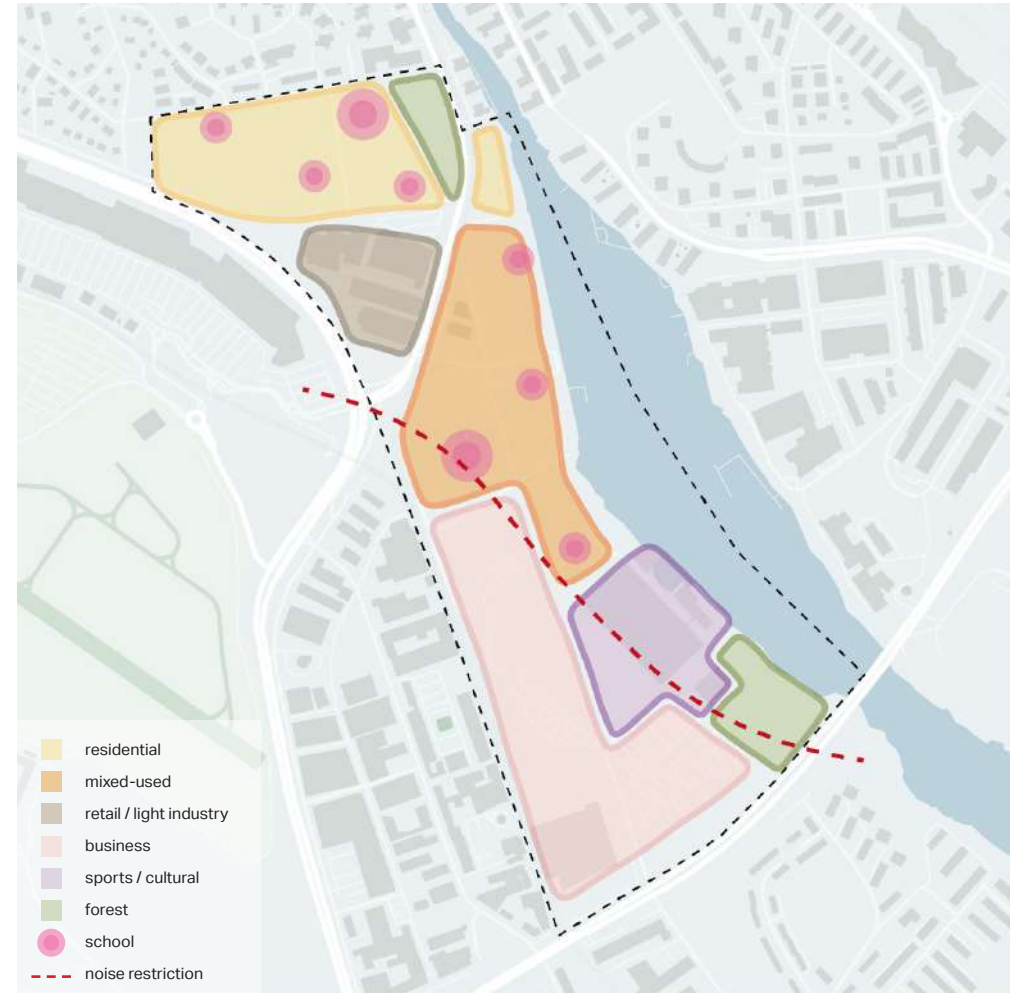 residential
mixed-used
retail / light industry
business
sports / cultural
forest
school
noise restriction